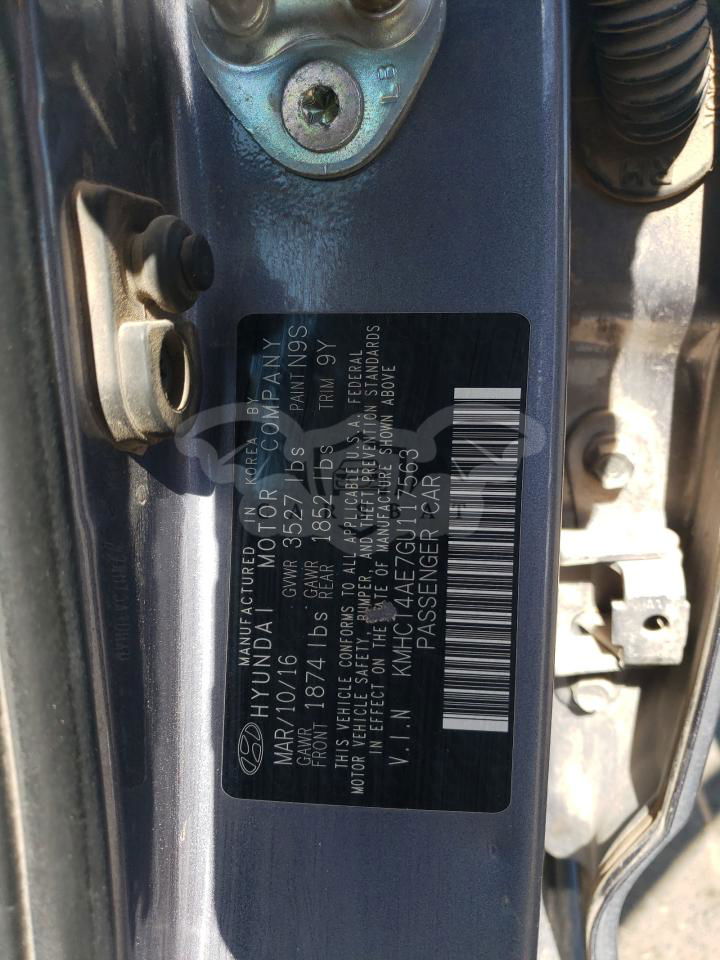 MANUFACTURED IN KOREA BY
HYUNDAI MOTOR COMPANY
MAR/10/16 GVWR 3527 lbs PAINT N9S
GAWR FRONT 1874 lbs GAWR REAR 1852 lbs TRIM 9Y
THIS VEHICLE CONFORMS TO ALL APPLICABLE U.S.A. FEDERAL
MOTOR VEHICLE SAFETY, BUMPER, AND THEFT PREVENTION STANDARDS
IN EFFECT ON THE DATE OF MANUFACTURE SHOWN ABOVE
V.I.N KMHCT4AE7GU117563
PASSENGER CAR
LB
RH